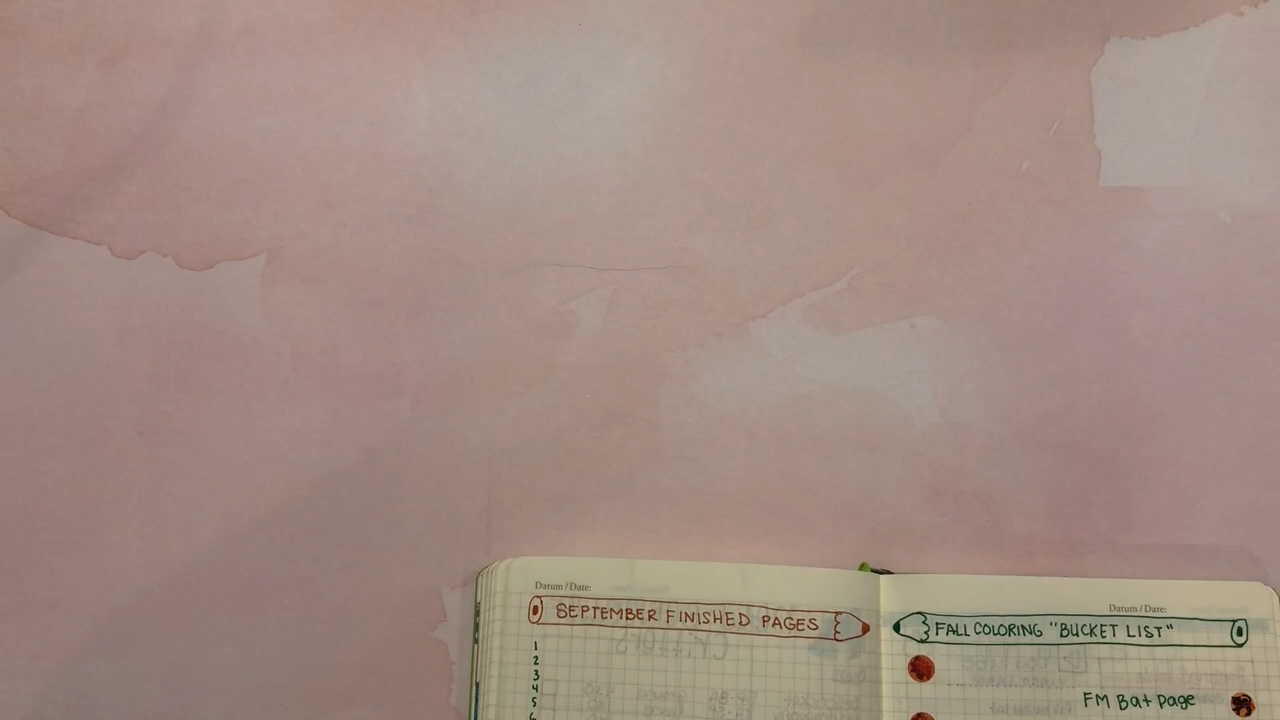 Datum / Date:
SEPTEMBER FINISHED PAGES
1
2
3
4
5
6
Datum / Date:
FALL COLORING "BUCKET LIST"
FM Bat page